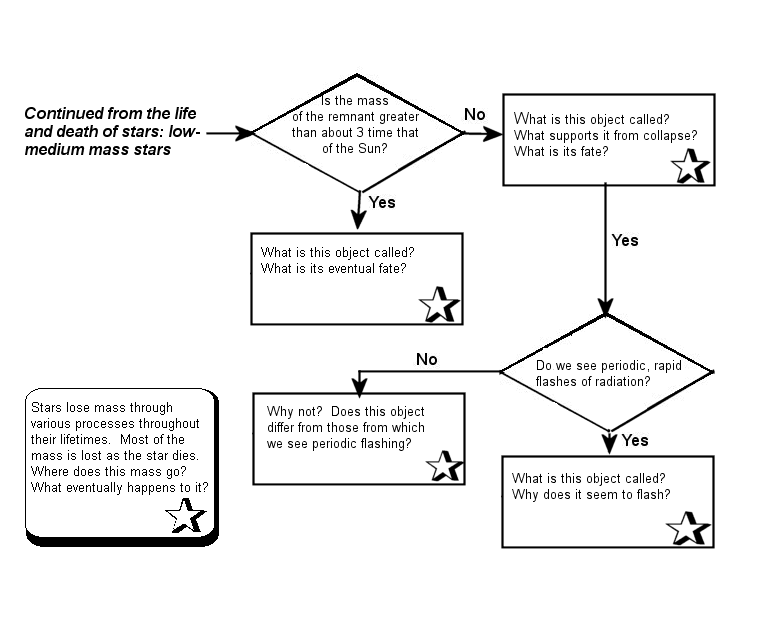 Continued from the life
and death of stars: low-
medium mass stars
Is the mass
of the remnant greater
than about 3 time that
of the Sun?
No
What is this object called?
What supports it from collapse?
What is its fate?
Yes
What is this object called?
What is its eventual fate?
Yes
Do we see periodic, rapid
flashes of radiation?
No
Why not?  Does this object
differ from those from which
we see periodic flashing?
Yes
What is this object called?
Why does it seem to flash?
Stars lose mass through
various processes throughout
their lifetimes.  Most of the
mass is lost as the star dies.
Where does this mass go?
What eventually happens to it?